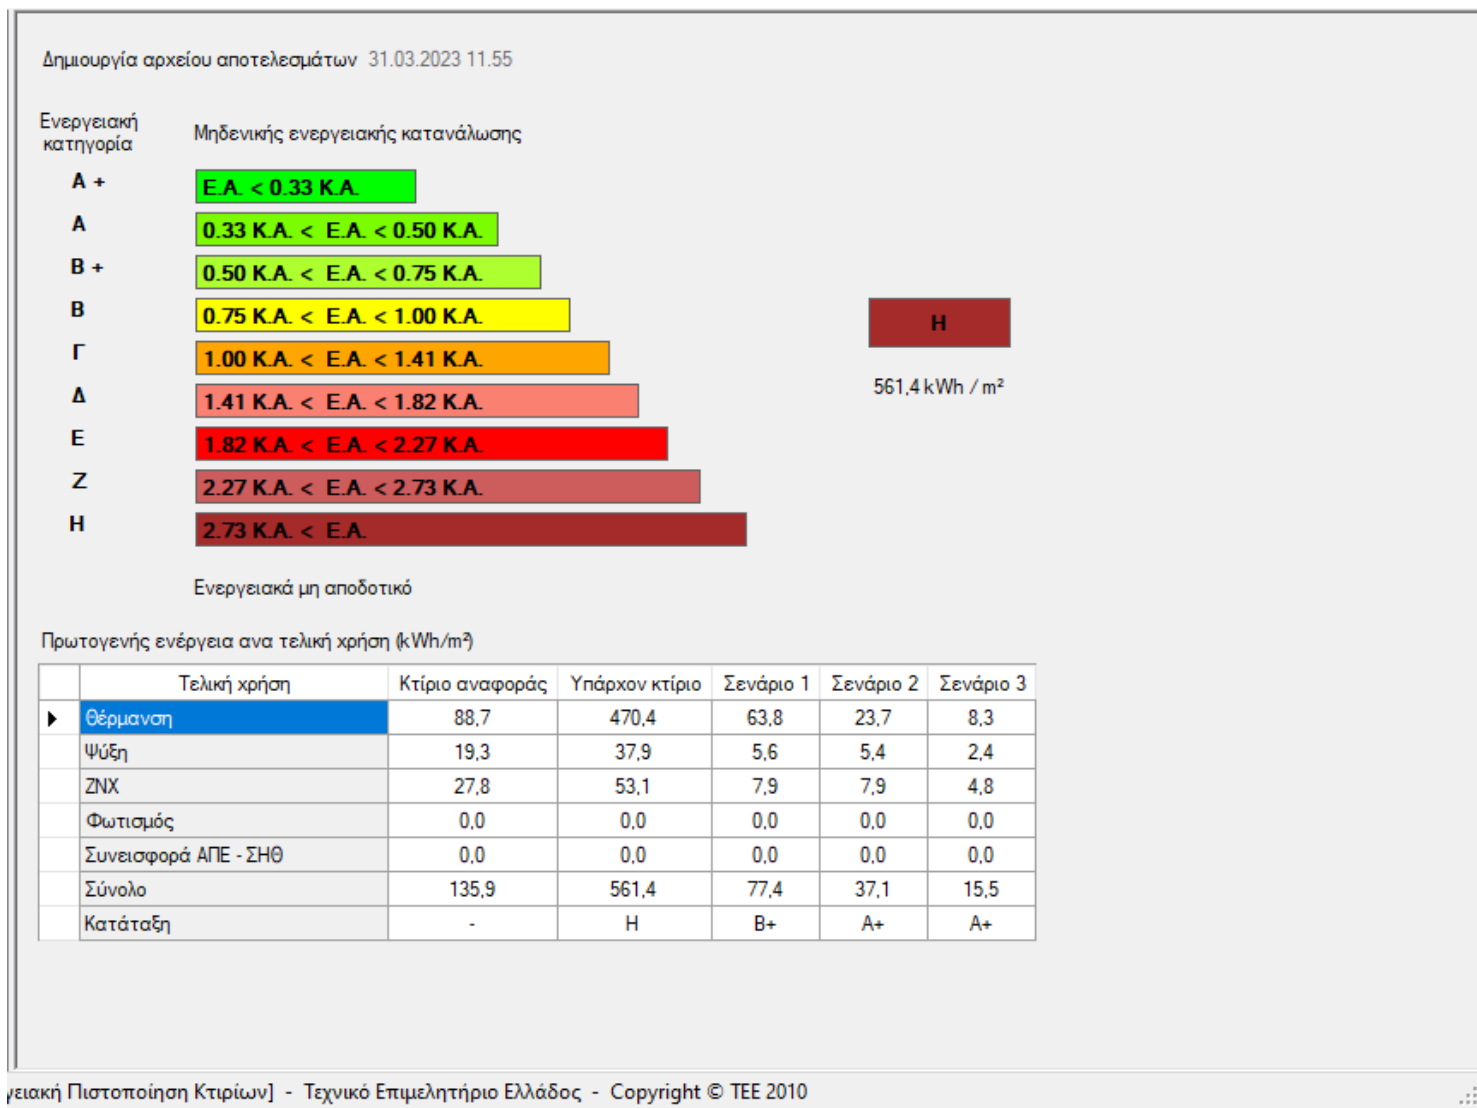 Δημιουργία αρχείου αποτελεσμάτων 31.03.2023 11.55
Ενεργειακή κατηγορία
Μηδενικής ενεργειακής κατανάλωσης
Α + Ε.Α. < 0.33 Κ.Α.
Α 0.33 Κ.Α. < Ε.Α. < 0.50 Κ.Α.
Β + 0.50 Κ.Α. < Ε.Α. < 0.75 Κ.Α.
Β 0.75 Κ.Α. < Ε.Α. < 1.00 Κ.Α.
Γ 1.00 Κ.Α. < Ε.Α. < 1.41 Κ.Α.
Δ 1.41 Κ.Α. < Ε.Α. < 1.82 Κ.Α.
Ε 1.82 Κ.Α. < Ε.Α. < 2.27 Κ.Α.
Ζ 2.27 Κ.Α. < Ε.Α. < 2.73 Κ.Α.
Η 2.73 Κ.Α. < Ε.Α.
Η
561,4 kWh / m²
Ενεργειακά μη αποδοτικό
Πρωτογενής ενέργεια ανα τελική χρήση (kWh/m²)
Τελική χρήση Κτίριο αναφοράς Υπάρχον κτίριο Σενάριο 1 Σενάριο 2 Σενάριο 3
Θέρμανση 88,7 470,4 63,8 23,7 8,3
Ψύξη 19,3 37,9 5,6 5,4 2,4
ΖΝΧ 27,8 53,1 7,9 7,9 4,8
Φωτισμός 0,0 0,0 0,0 0,0 0,0
Συνεισφορά ΑΠΕ - ΣΗΘ 0,0 0,0 0,0 0,0 0,0
Σύνολο 135,9 561,4 77,4 37,1 15,5
Κατάταξη - Η Β+ Α+ Α+
Πιστοποίηση Κτιρίων] - Τεχνικό Επιμελητήριο Ελλάδος - Copyright © ΤΕΕ 2010